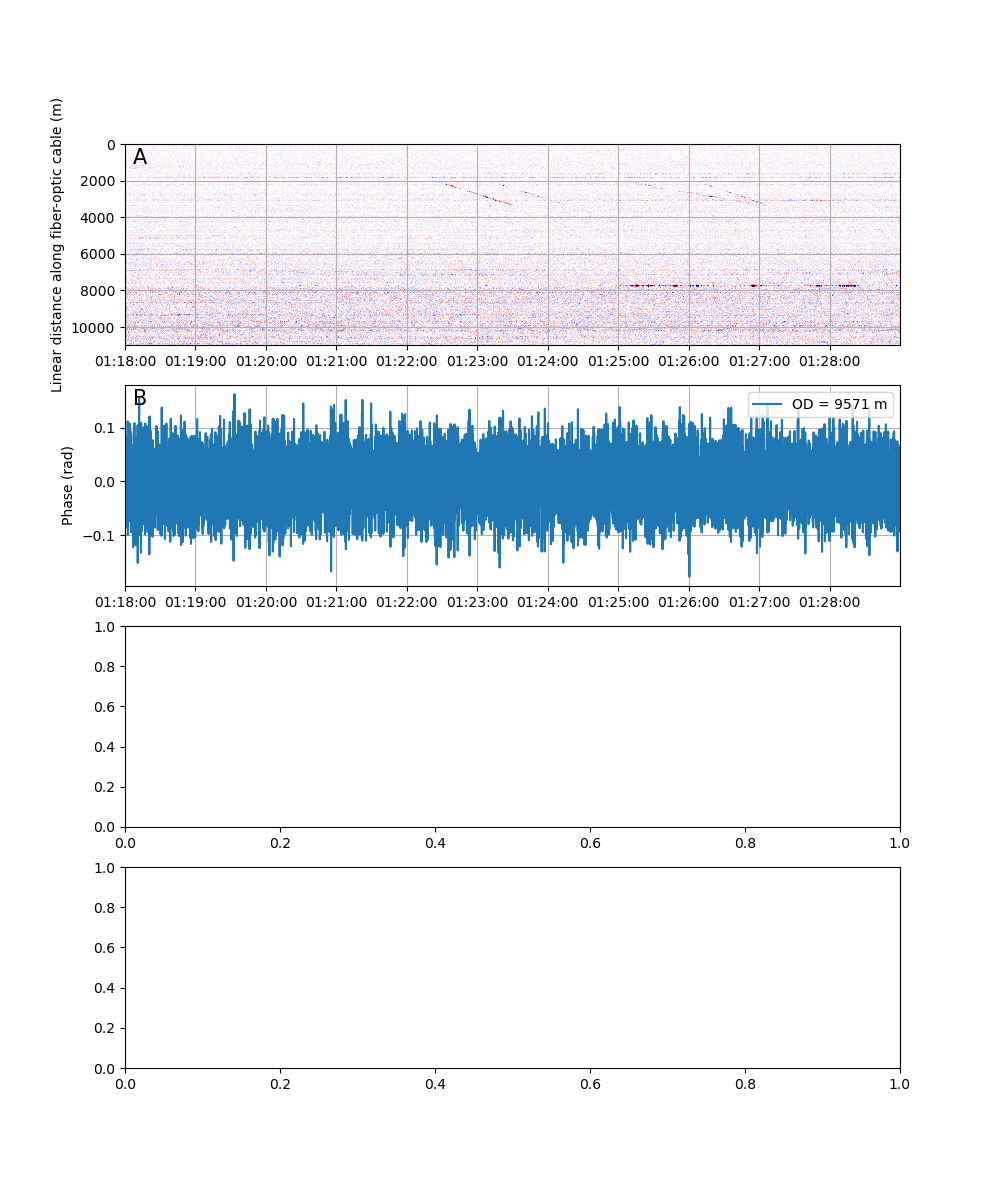 Linear distance along fiber-optic cable (m)
A
0
2000
4000
6000
8000
10000
01:18:00 01:19:00 01:20:00 01:21:00 01:22:00 01:23:00 01:24:00 01:25:00 01:26:00 01:27:00 01:28:00
Phase (rad)
B
OD = 9571 m
0.1
0.0
−0.1
01:18:00 01:19:00 01:20:00 01:21:00 01:22:00 01:23:00 01:24:00 01:25:00 01:26:00 01:27:00 01:28:00
1.0
0.8
0.6
0.4
0.2
0.0
0.0 0.2 0.4 0.6 0.8 1.0
1.0
0.8
0.6
0.4
0.2
0.0
0.0 0.2 0.4 0.6 0.8 1.0